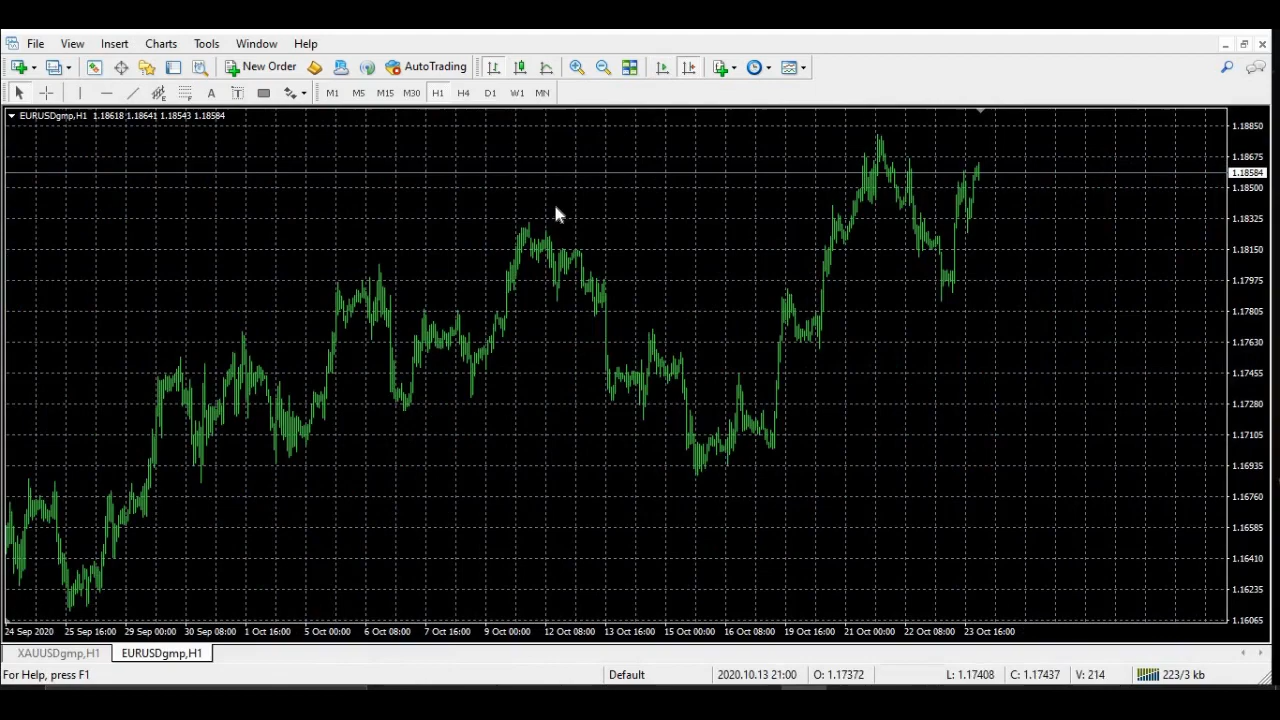 File View Insert Charts Tools Window Help
New Order AutoTrading
A T M1 M5 M15 M30 H1 H4 D1 W1 MN
EURUSDgmp,H1 1.18618 1.18641 1.18543 1.18584
1.18850
1.18675
1.18584
1.18500
1.18325
1.18150
1.17975
1.17805
1.17630
1.17455
1.17280
1.17105
1.16935
1.16760
1.16585
1.16410
1.16235
1.16065
24 Sep 2020 25 Sep 16:00 29 Sep 00:00 30 Sep 08:00 1 Oct 16:00 5 Oct 00:00 6 Oct 08:00 7 Oct 16:00 9 Oct 00:00 12 Oct 08:00 13 Oct 16:00 15 Oct 00:00 16 Oct 08:00 19 Oct 16:00 21 Oct 00:00 22 Oct 08:00 23 Oct 16:00
XAUUSDgmp,H1 EURUSDgmp,H1
For Help, press F1 Default 2020.10.13 21:00 O: 1.17372 L: 1.17408 C: 1.17437 V: 214 223/3 kb